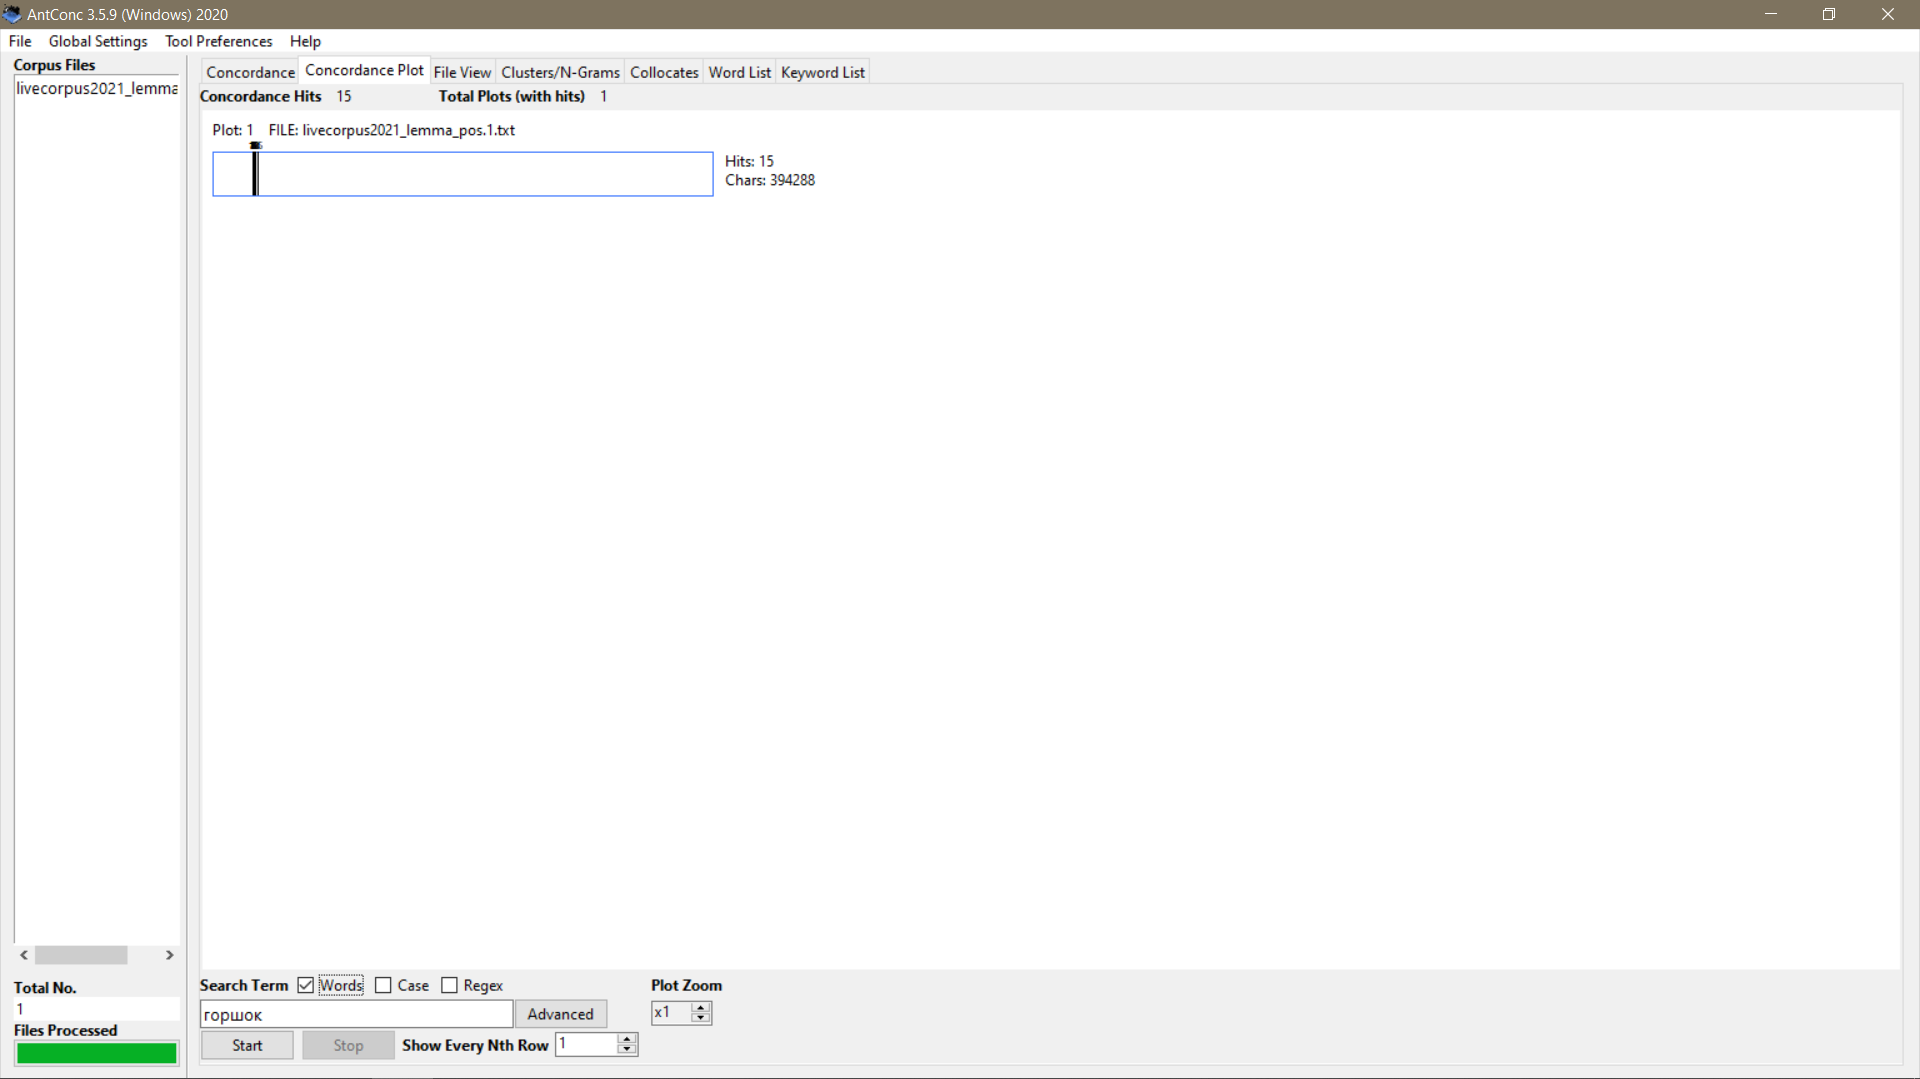 AntConc 3.5.9 (Windows) 2020
File Global Settings Tool Preferences Help
Corpus Files
livecorpus2021_lemma
Concordance Concordance Plot File View Clusters/N-Grams Collocates Word List Keyword List
Concordance Hits 15 Total Plots (with hits) 1
Plot: 1 FILE: livecorpus2021_lemma_pos.1.txt
Hits: 15
Chars: 394288
Total No.
1
Files Processed
Search Term Words Case Regex Plot Zoom
горшок Advanced x1
Start Stop Show Every Nth Row 1